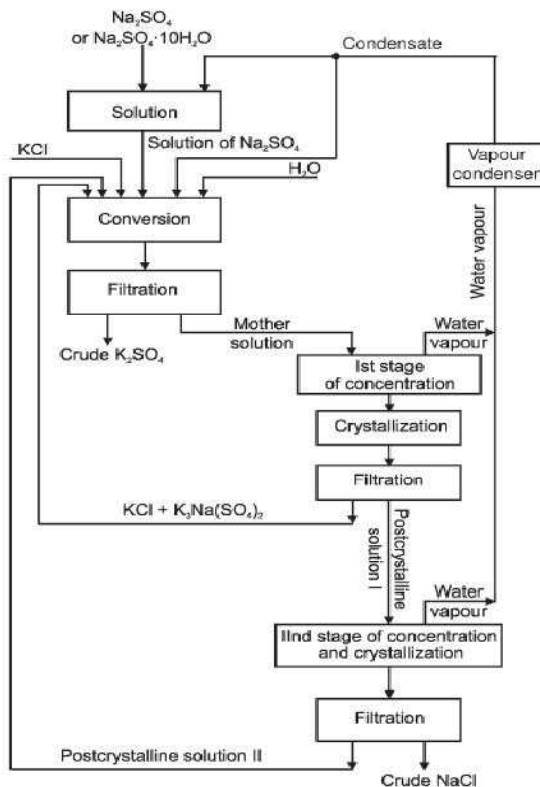 Na₂SO₄
or Na₂SO₄·10H₂O
Condensate
Solution
KCl
Solution of Na₂SO₄
H₂O
Vapour
condenser
Conversion
Water vapour
Filtration
Mother
solution
Water
vapour
Crude K₂SO₄
Ist stage
of concentration
Crystallization
Filtration
KCl + K₃Na(SO₄)₂
Postcrystalline
solution I
Water
vapour
IInd stage of concentration
and crystallization
Filtration
Postcrystalline solution II
Crude NaCl